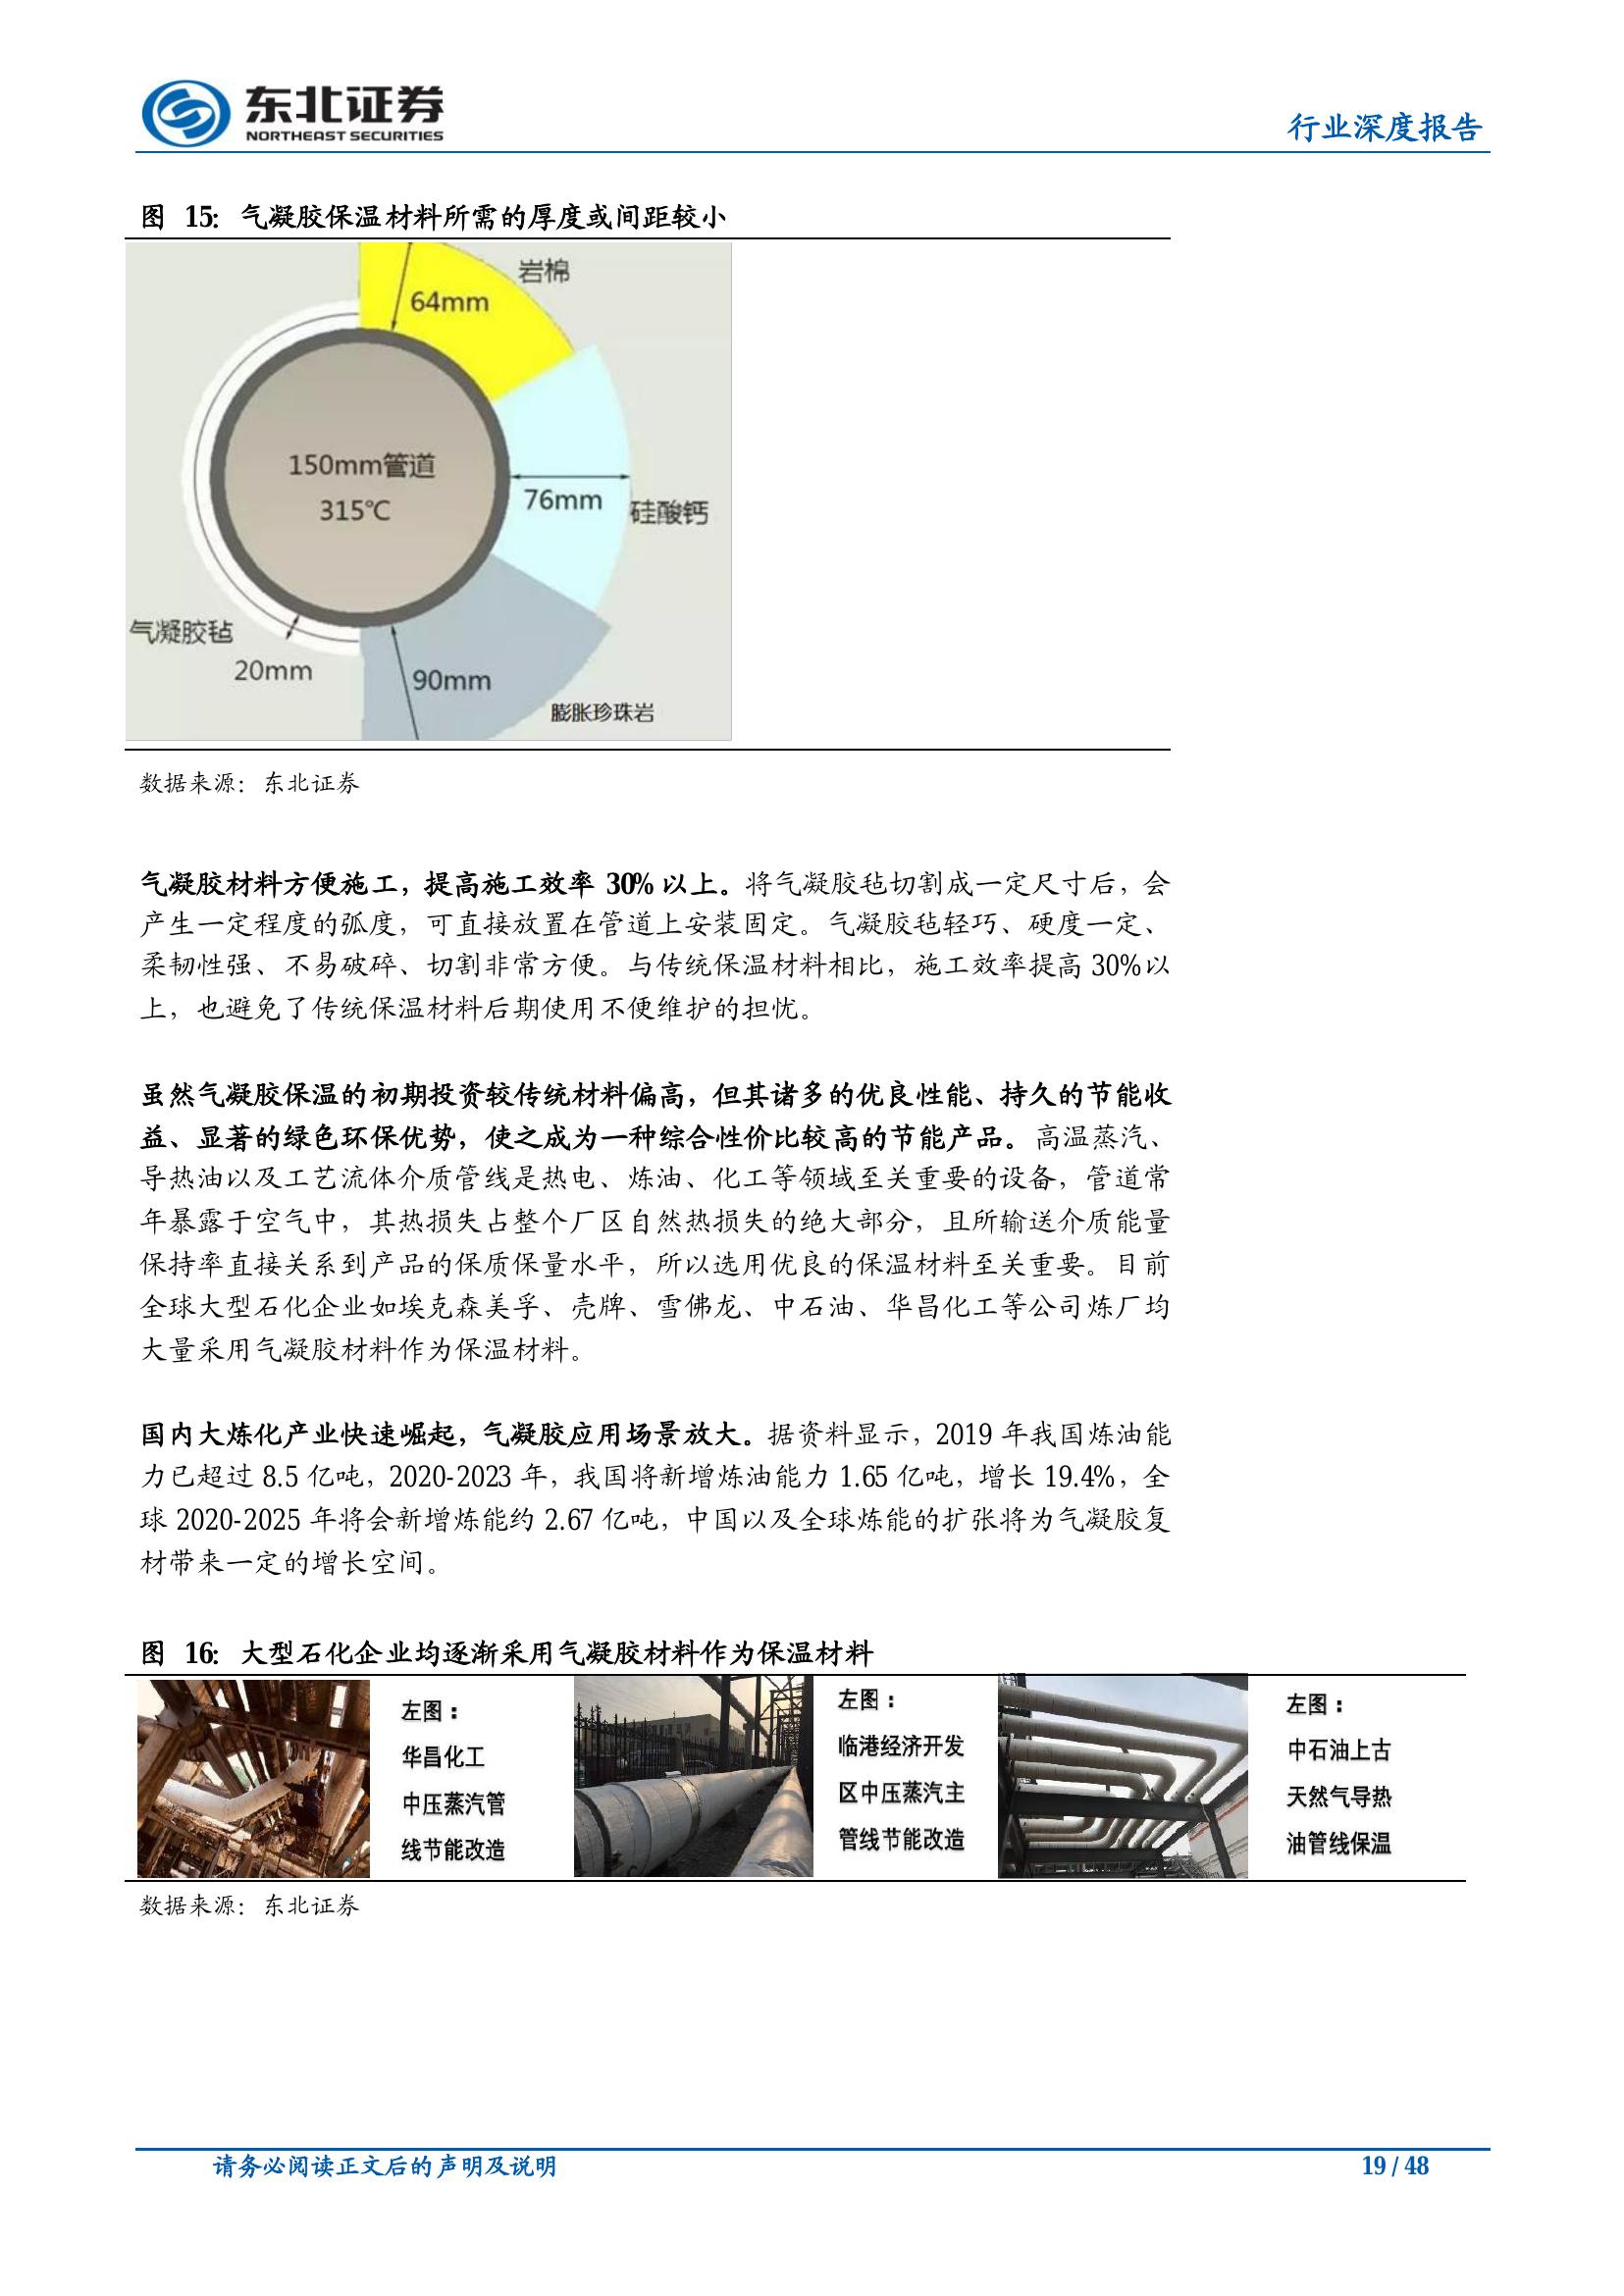 东北证券
NORTHEAST SECURITIES
行业深度报告
图 15：气凝胶保温材料所需的厚度或间距较小
岩棉
64mm
150mm管道
315℃
76mm
硅酸钙
气凝胶毡
20mm
90mm
膨胀珍珠岩
数据来源：东北证券
气凝胶材料方便施工，提高施工效率 30%以上。将气凝胶毡切割成一定尺寸后，会
产生一定程度的弧度，可直接放置在管道上安装固定。气凝胶毡轻巧、硬度一定、
柔韧性强、不易破碎、切割非常方便。与传统保温材料相比，施工效率提高 30%以
上，也避免了传统保温材料后期使用不便维护的担忧。
虽然气凝胶保温的初期投资较传统材料偏高，但其诸多的优良性能、持久的节能收
益、显著的绿色环保优势，使之成为一种综合性价比较高的节能产品。高温蒸汽、
导热油以及工艺流体介质管线是热电、炼油、化工等领域至关重要的设备，管道常
年暴露于空气中，其热损失占整个厂区自然热损失的绝大部分，且所输送介质能量
保持率直接关系到产品的保质保量水平，所以选用优良的保温材料至关重要。目前
全球大型石化企业如埃克森美孚、壳牌、雪佛龙、中石油、华昌化工等公司炼厂均
大量采用气凝胶材料作为保温材料。
国内大炼化产业快速崛起，气凝胶应用场景放大。据资料显示，2019 年我国炼油能
力已超过 8.5 亿吨，2020-2023 年，我国将新增炼油能力 1.65 亿吨，增长 19.4%，全
球 2020-2025 年将会新增炼能约 2.67 亿吨，中国以及全球炼能的扩张将为气凝胶复
材带来一定的增长空间。
图 16：大型石化企业均逐渐采用气凝胶材料作为保温材料
左图：
华昌化工
中压蒸汽管
线节能改造
左图：
临港经济开发
区中压蒸汽主
管线节能改造
左图：
中石油上古
天然气导热
油管线保温
数据来源：东北证券
请务必阅读正文后的声明及说明
19 / 48